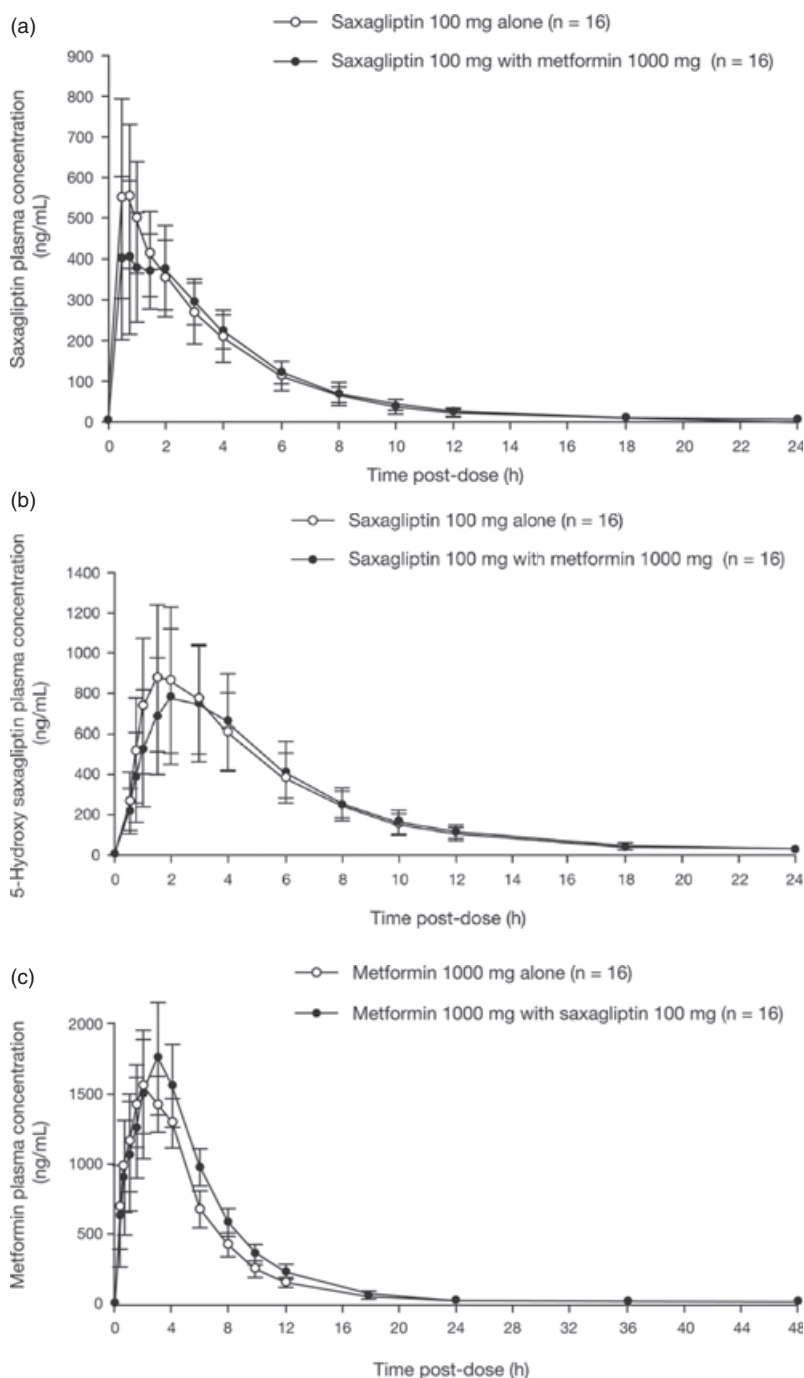 (a)
Saxagliptin 100 mg alone (n = 16)
Saxagliptin 100 mg with metformin 1000 mg (n = 16)
Saxagliptin plasma concentration
(ng/mL)
900
800
700
600
500
400
300
200
100
0
0 2 4 6 8 10 12 14 16 18 20 22 24
Time post-dose (h)
(b)
Saxagliptin 100 mg alone (n = 16)
Saxagliptin 100 mg with metformin 1000 mg (n = 16)
5-Hydroxy saxagliptin plasma concentration
(ng/mL)
1400
1200
1000
800
600
400
200
0
0 2 4 6 8 10 12 14 16 18 20 22 24
Time post-dose (h)
(c)
Metformin 1000 mg alone (n = 16)
Metformin 1000 mg with saxagliptin 100 mg (n = 16)
Metformin plasma concentration
(ng/mL)
2000
1500
1000
500
0
0 4 8 12 16 20 24 28 32 36 40 44 48
Time post-dose (h)